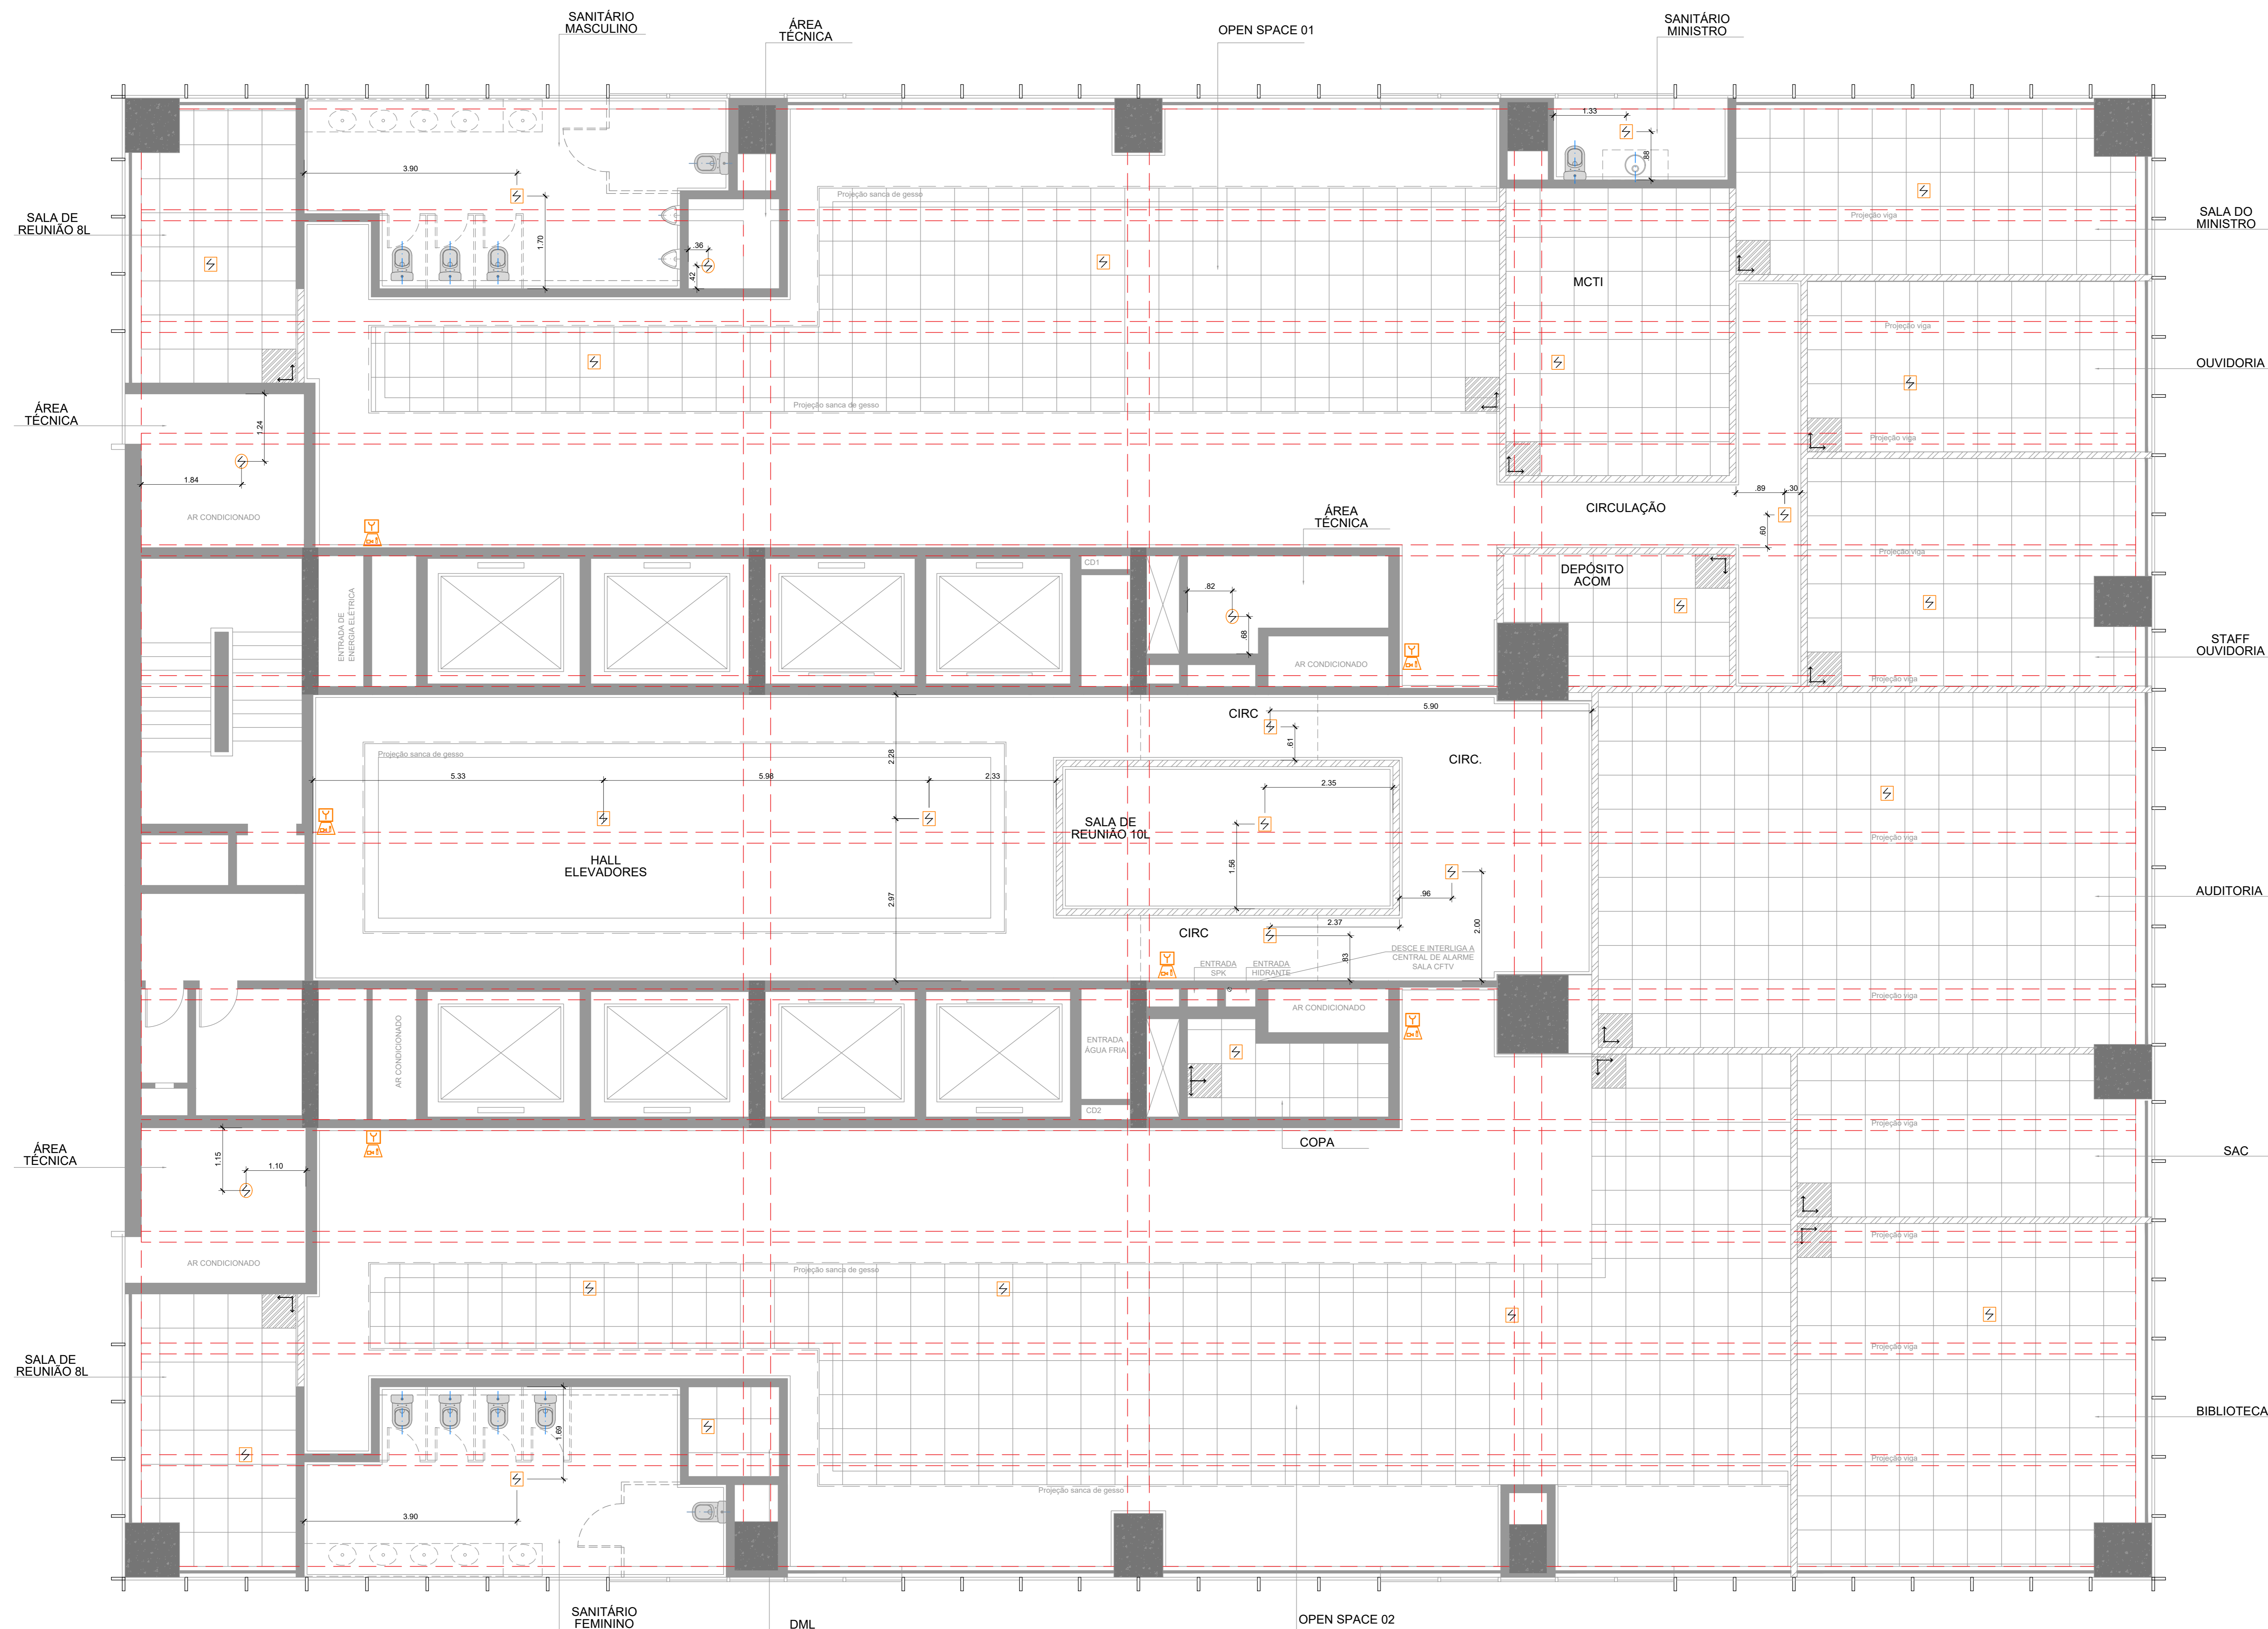 SANITÁRIO
MASCULINO
ÁREA
TÉCNICA
OPEN SPACE 01
SANITÁRIO
MINISTRO
1.33
.88
3.90
Projeção sanca de gesso
SALA DE
REUNIÃO 8L
Projeção viga
SALA DO
MINISTRO
1.70
.36
.42
MCTI
Projeção viga
OUVIDORIA
ÁREA
TÉCNICA
Projeção sanca de gesso
1.24
Projeção viga
1.84
.89
.30
AR CONDICIONADO
CIRCULAÇÃO
ÁREA
TÉCNICA
.60
Projeção viga
CD1
DEPÓSITO
ACOM
ENTRADA DE
ENERGIA ELÉTRICA
.82
.68
AR CONDICIONADO
STAFF
OUVIDORIA
Projeção viga
CIRC
5.90
.61
CIRC.
Projeção sanca de gesso
2.28
5.33
5.98
2.33
2.35
SALA DE
REUNIÃO 10L
Projeção viga
HALL
ELEVADORES
1.56
.96
AUDITORIA
2.97
2.37
2.00
CIRC
.83
DESCE E INTERLIGA A
CENTRAL DE ALARME
SALA CFTV
ENTRADA
SPK
ENTRADA
HIDRANTE
Projeção viga
AR CONDICIONADO
AR CONDICIONADO
ENTRADA
ÁGUA FRIA
CD2
Projeção viga
COPA
ÁREA
TÉCNICA
1.15
1.10
SAC
Projeção viga
AR CONDICIONADO
Projeção sanca de gesso
Projeção viga
SALA DE
REUNIÃO 8L
BIBLIOTECA
1.69
Projeção viga
Projeção sanca de gesso
3.90
SANITÁRIO
FEMININO
DML
OPEN SPACE 02